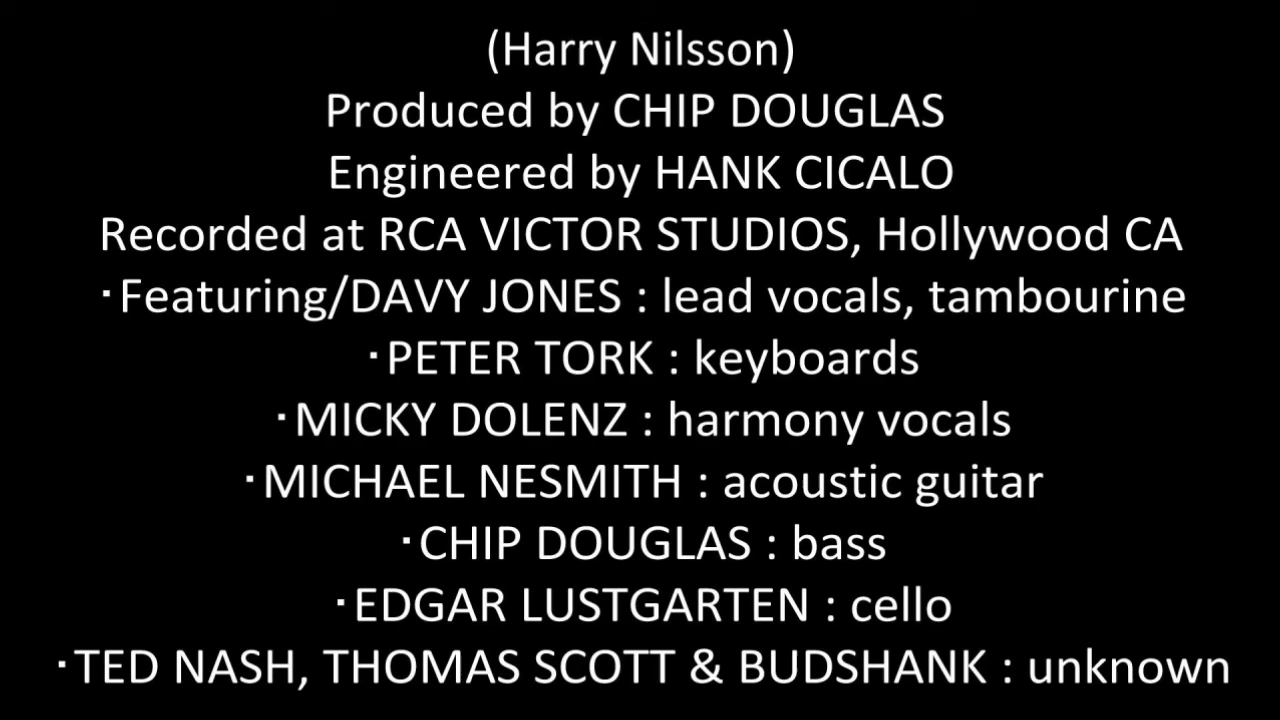 (Harry Nilsson)
Produced by CHIP DOUGLAS
Engineered by HANK CICALO
Recorded at RCA VICTOR STUDIOS, Hollywood CA
・Featuring/DAVY JONES : lead vocals, tambourine
・PETER TORK : keyboards
・MICKY DOLENZ : harmony vocals
・MICHAEL NESMITH : acoustic guitar
・CHIP DOUGLAS : bass
・EDGAR LUSTGARTEN : cello
・TED NASH, THOMAS SCOTT & BUDSHANK : unknown